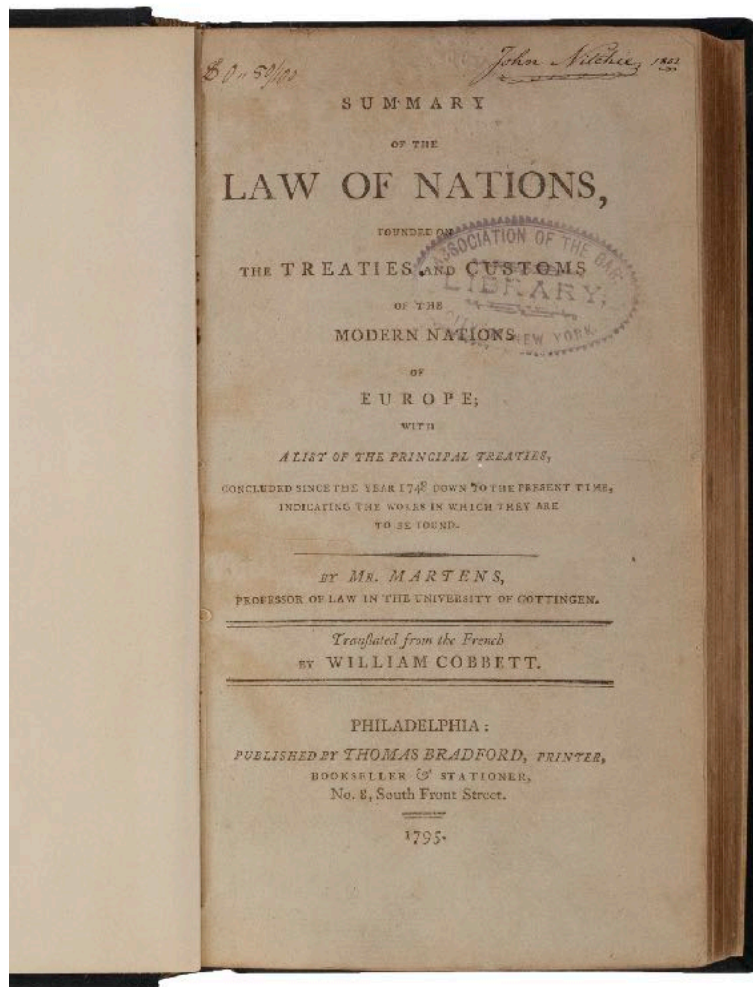 $0..50/100
John Nitchie, 18
SUMMARY
OF THE
LAW OF NATIONS,
FOUNDED ON
THE TREATIES AND CUSTOMS
OF THE
MODERN NATIONS
OF
EUROPE;
WITH
A LIST OF THE PRINCIPAL TREATIES,
CONCLUDED SINCE THE YEAR 1748 DOWN TO THE PRESENT TIME,
INDICATING THE WORKS IN WHICH THEY ARE
TO BE FOUND.
BY MR. MARTENS,
PROFESSOR OF LAW IN THE UNIVERSITY OF GOTTINGEN.
Tranſlated from the French
BY WILLIAM COBBETT.
PHILADELPHIA:
PUBLISHED BY THOMAS BRADFORD, PRINTER,
BOOKSELLER & STATIONER,
No. 8, South Front Street.
1795.
ASSOCIATION OF THE BAR,
LIBRARY,
NEW YORK.